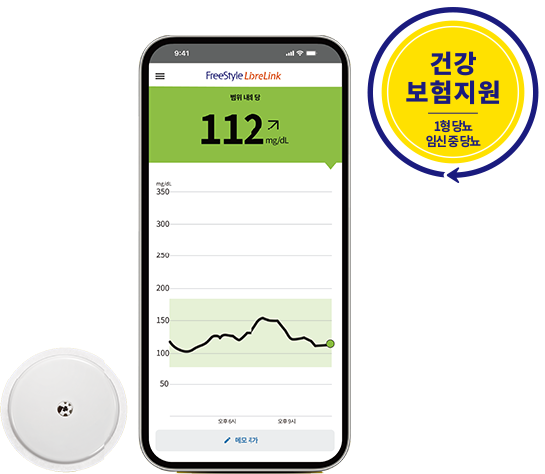 9:41
FreeStyle LibreLink
범위 내 당
112 mg/dL
mg/dL
350
300
250
200
150
100
50
오후 6시 오후 9시
메모 추가
건강
보험지원
1형 당뇨
임신 중 당뇨